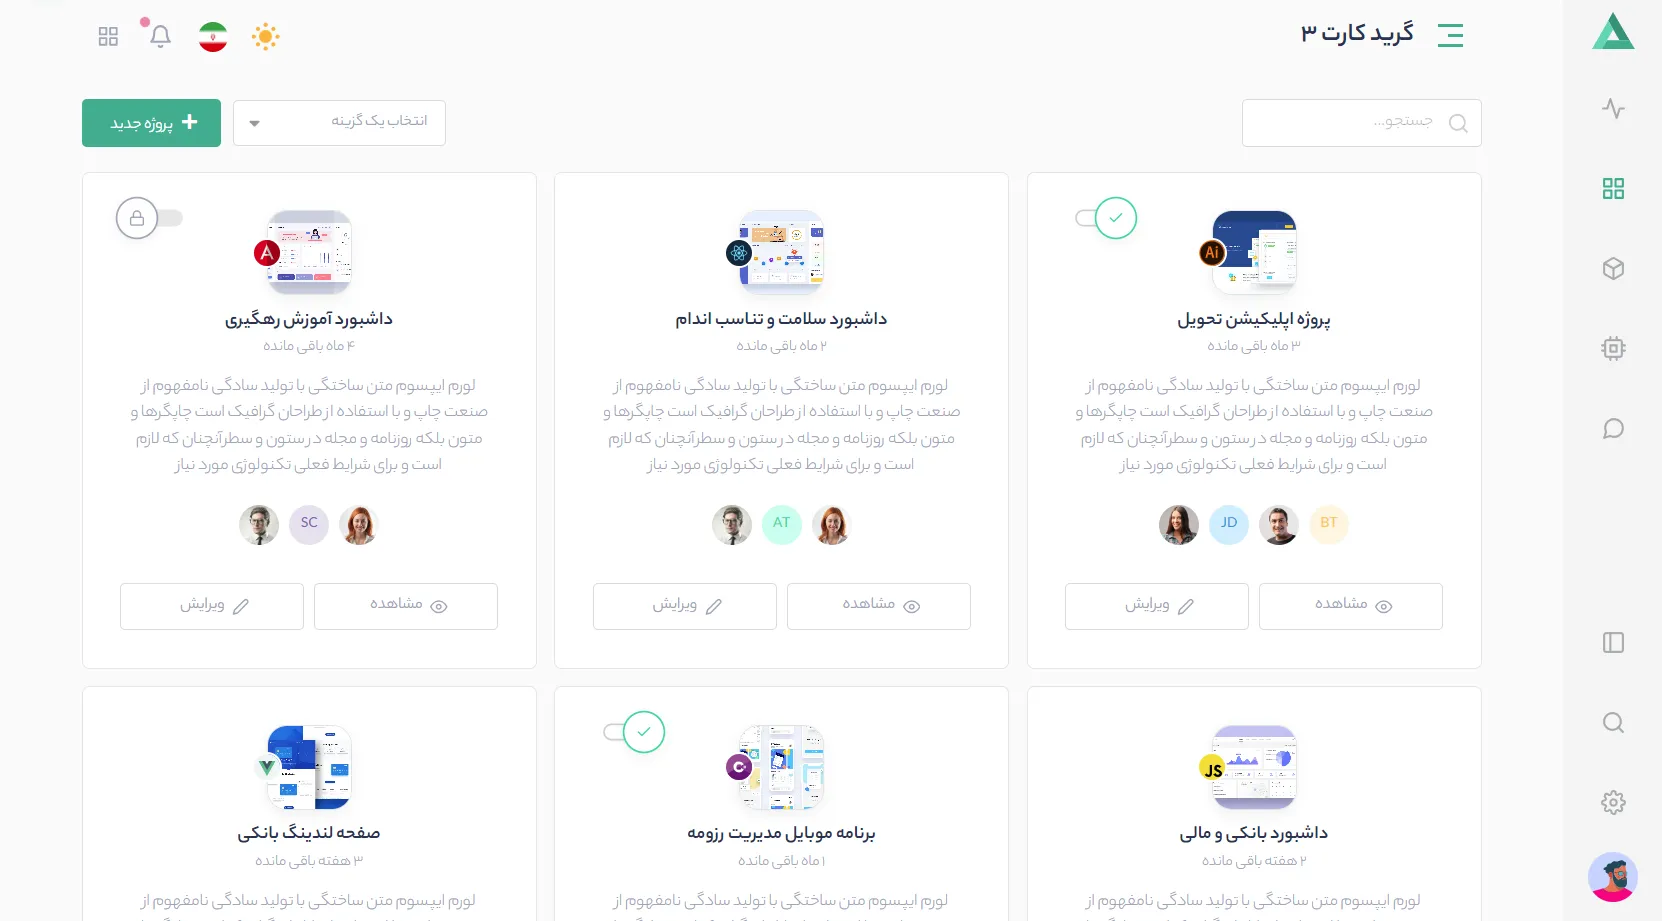 گرید کارت ۳
جستجو...
انتخاب یک گزینه
پروژه جدید
Ai
پروژه اپلیکیشن تحویل
۳ ماه باقی مانده
لورم ایپسوم متن ساختگی با تولید سادگی نامفهوم از
صنعت چاپ و با استفاده از طراحان گرافیک است چاپگرها و
متون بلکه روزنامه و مجله در ستون و سطرآنچنان که لازم
است و برای شرایط فعلی تکنولوژی مورد نیاز
BT
JD
مشاهده
ویرایش
داشبورد سلامت و تناسب اندام
۲ ماه باقی مانده
لورم ایپسوم متن ساختگی با تولید سادگی نامفهوم از
صنعت چاپ و با استفاده از طراحان گرافیک است چاپگرها و
متون بلکه روزنامه و مجله در ستون و سطرآنچنان که لازم
است و برای شرایط فعلی تکنولوژی مورد نیاز
AT
مشاهده
ویرایش
داشبورد آموزش رهگیری
۴ ماه باقی مانده
لورم ایپسوم متن ساختگی با تولید سادگی نامفهوم از
صنعت چاپ و با استفاده از طراحان گرافیک است چاپگرها و
متون بلکه روزنامه و مجله در ستون و سطرآنچنان که لازم
است و برای شرایط فعلی تکنولوژی مورد نیاز
SC
مشاهده
ویرایش
JS
داشبورد بانکی و مالی
۲ هفته باقی مانده
لورم ایپسوم متن ساختگی با تولید سادگی نامفهوم از
برنامه موبایل مدیریت رزومه
۱ ماه باقی مانده
لورم ایپسوم متن ساختگی با تولید سادگی نامفهوم از
صفحه لندینگ بانکی
۳ هفته باقی مانده
لورم ایپسوم متن ساختگی با تولید سادگی نامفهوم از